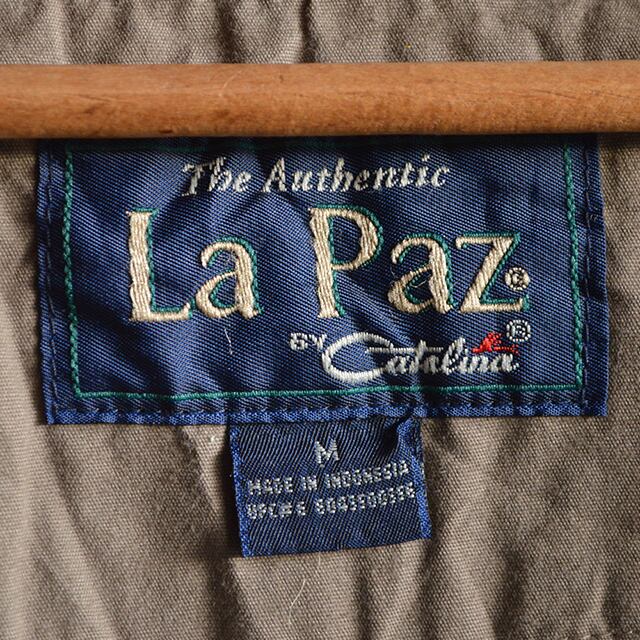 The Authentic
La Paz®
BY Catalina®
M
MADE IN INDONESIA